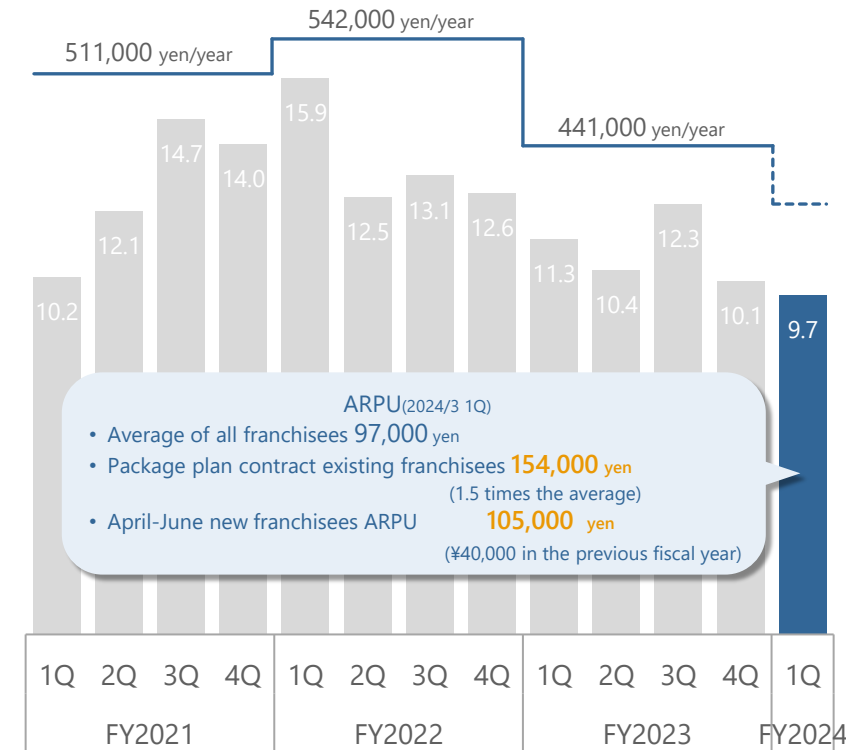 542,000 yen/year
511,000 yen/year
441,000 yen/year
10.2
12.1
14.7
14.0
15.9
12.5
13.1
12.6
11.3
10.4
12.3
10.1
9.7
ARPU(2024/3 1Q)
• Average of all franchisees 97,000 yen
• Package plan contract existing franchisees 154,000 yen
(1.5 times the average)
• April-June new franchisees ARPU 105,000 yen
(¥40,000 in the previous fiscal year)
1Q 2Q 3Q 4Q 1Q 2Q 3Q 4Q 1Q 2Q 3Q 4Q 1Q
FY2021 FY2022 FY2023 FY2024